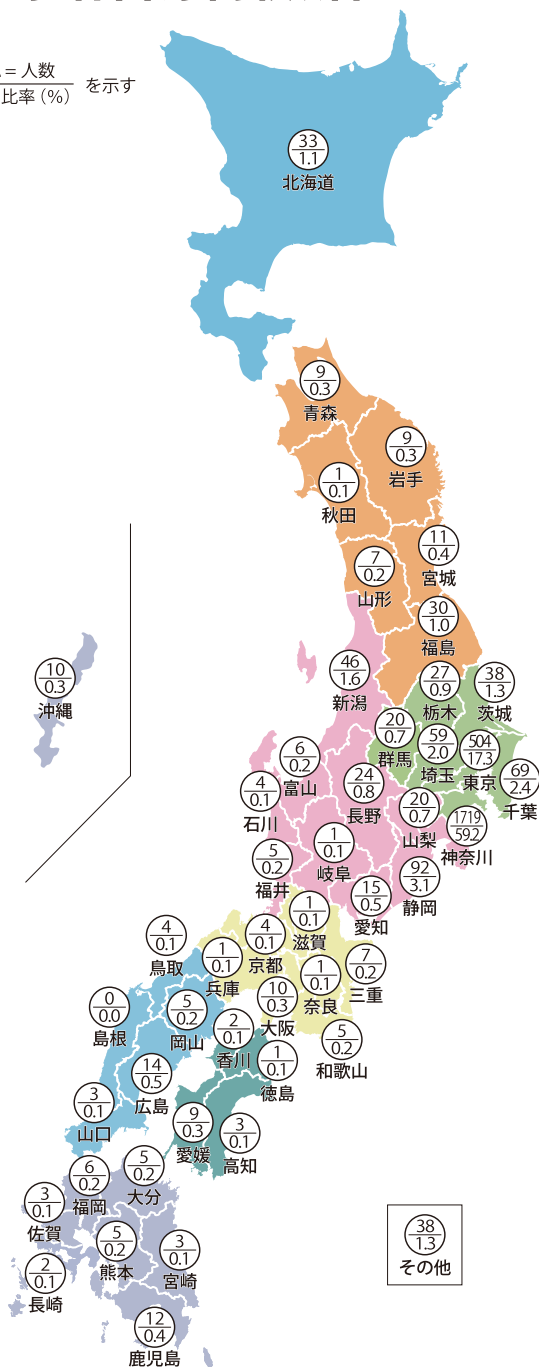 ＝人数
比率（％）
を示す
33
1.1
北海道
9
0.3
青森
9
0.3
岩手
1
0.1
秋田
11
0.4
宮城
7
0.2
山形
30
1.0
福島
46
1.6
新潟
27
0.9
栃木
38
1.3
茨城
10
0.3
沖縄
20
0.7
群馬
59
2.0
埼玉
504
17.3
東京
69
2.4
千葉
6
0.2
富山
24
0.8
長野
4
0.1
石川
20
0.7
山梨
1719
59.2
神奈川
1
0.1
岐阜
5
0.2
福井
92
3.1
静岡
15
0.5
愛知
1
0.1
滋賀
4
0.1
鳥取
4
0.1
京都
1
0.1
兵庫
7
0.2
三重
1
0.1
奈良
10
0.3
大阪
0
0.0
島根
5
0.2
岡山
2
0.1
香川
5
0.2
和歌山
1
0.1
徳島
14
0.5
広島
3
0.1
山口
9
0.3
愛媛
3
0.1
高知
5
0.2
大分
6
0.2
福岡
3
0.1
佐賀
5
0.2
熊本
3
0.1
宮崎
2
0.1
長崎
12
0.4
鹿児島
38
1.3
その他